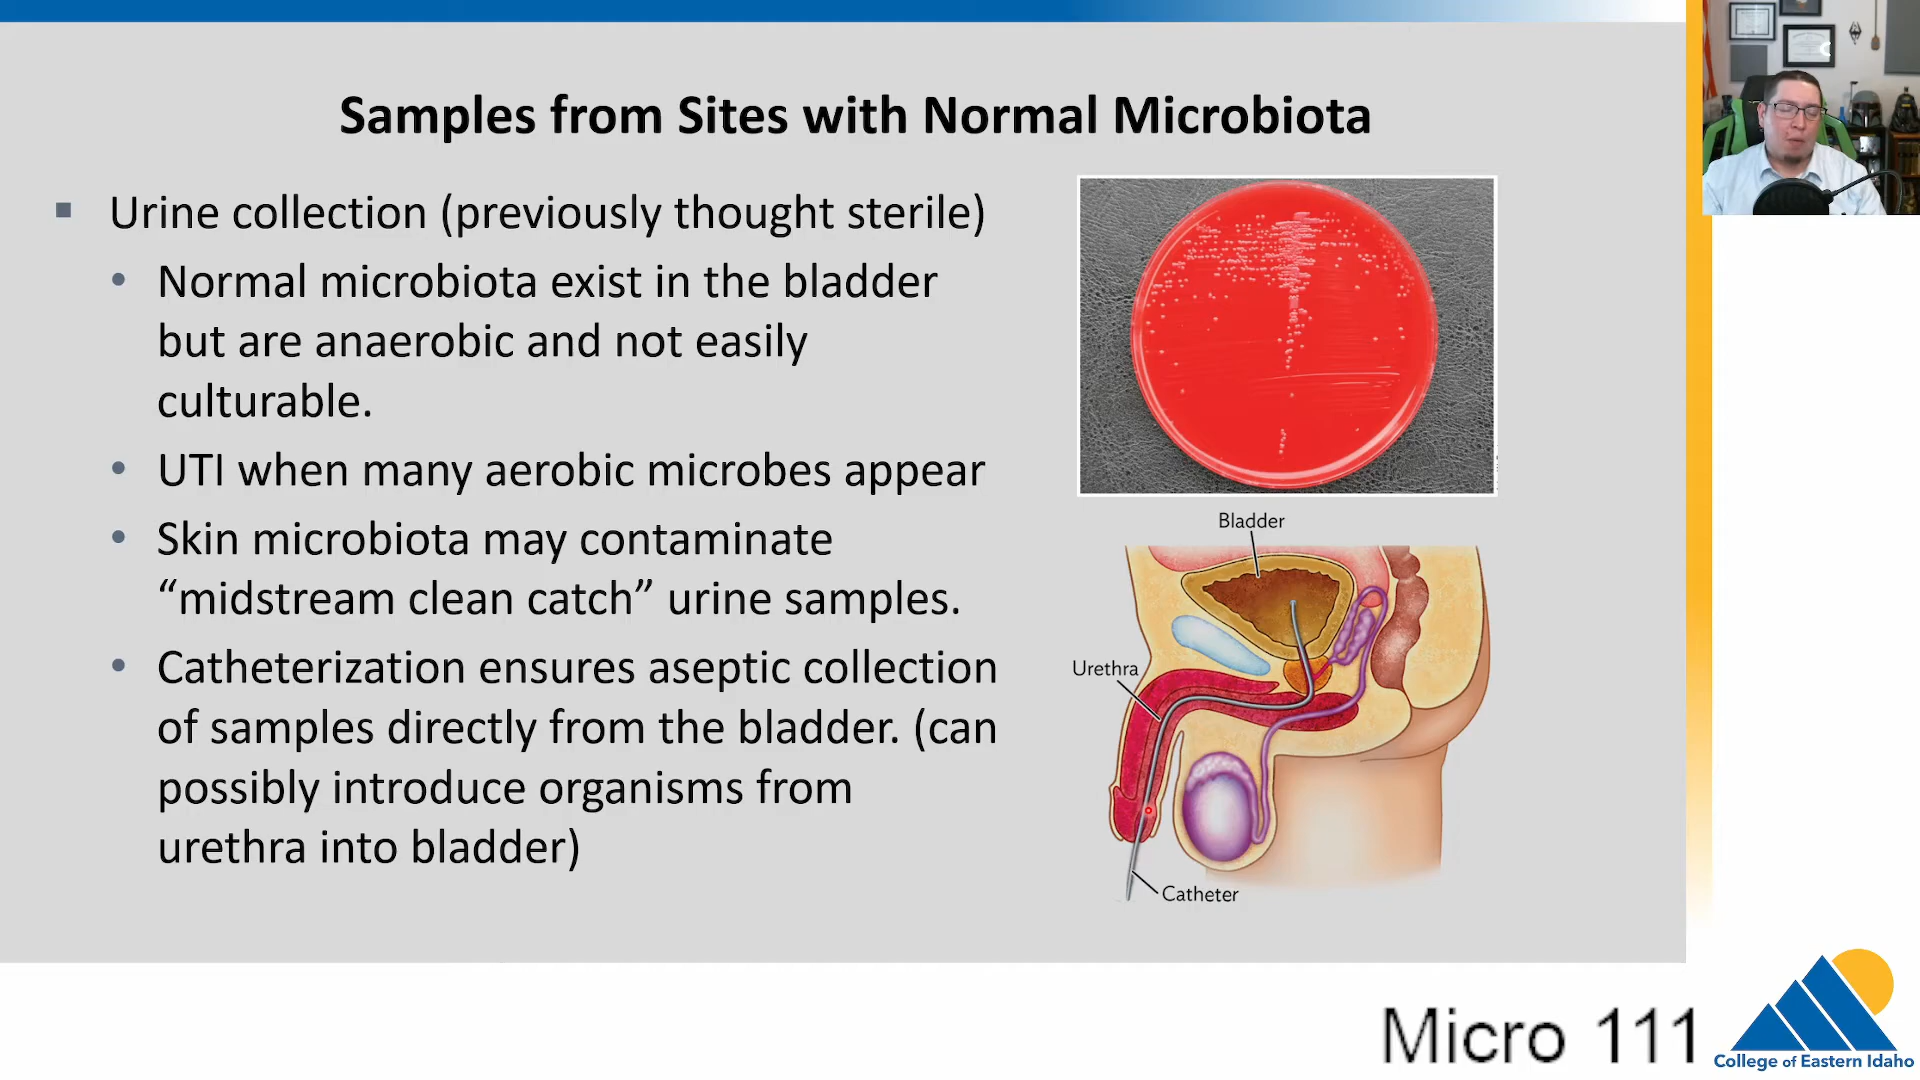 Samples from Sites with Normal Microbiota
Urine collection (previously thought sterile)
Normal microbiota exist in the bladder
but are anaerobic and not easily
culturable.
UTI when many aerobic microbes appear
Skin microbiota may contaminate
“midstream clean catch” urine samples.
Catheterization ensures aseptic collection
of samples directly from the bladder. (can
possibly introduce organisms from
urethra into bladder)
Bladder
Urethra
Catheter
Micro 111
College of Eastern Idaho